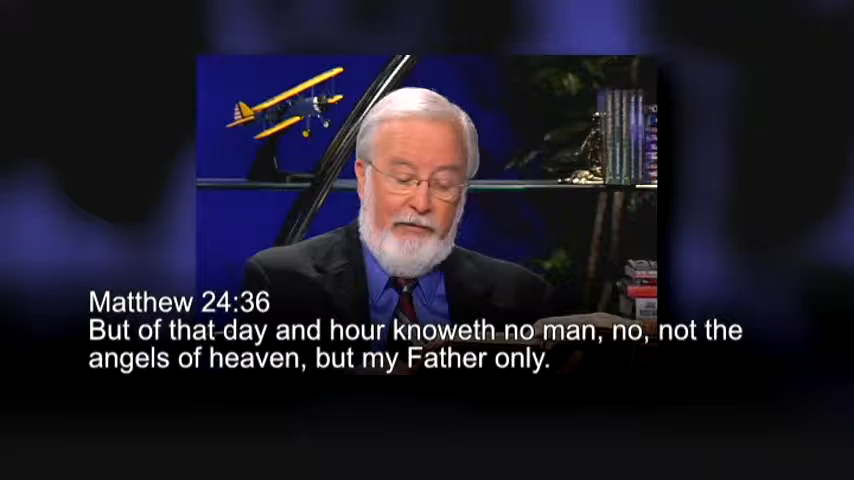 Matthew 24:36
But of that day and hour knoweth no man, no, not the
angels of heaven, but my Father only.